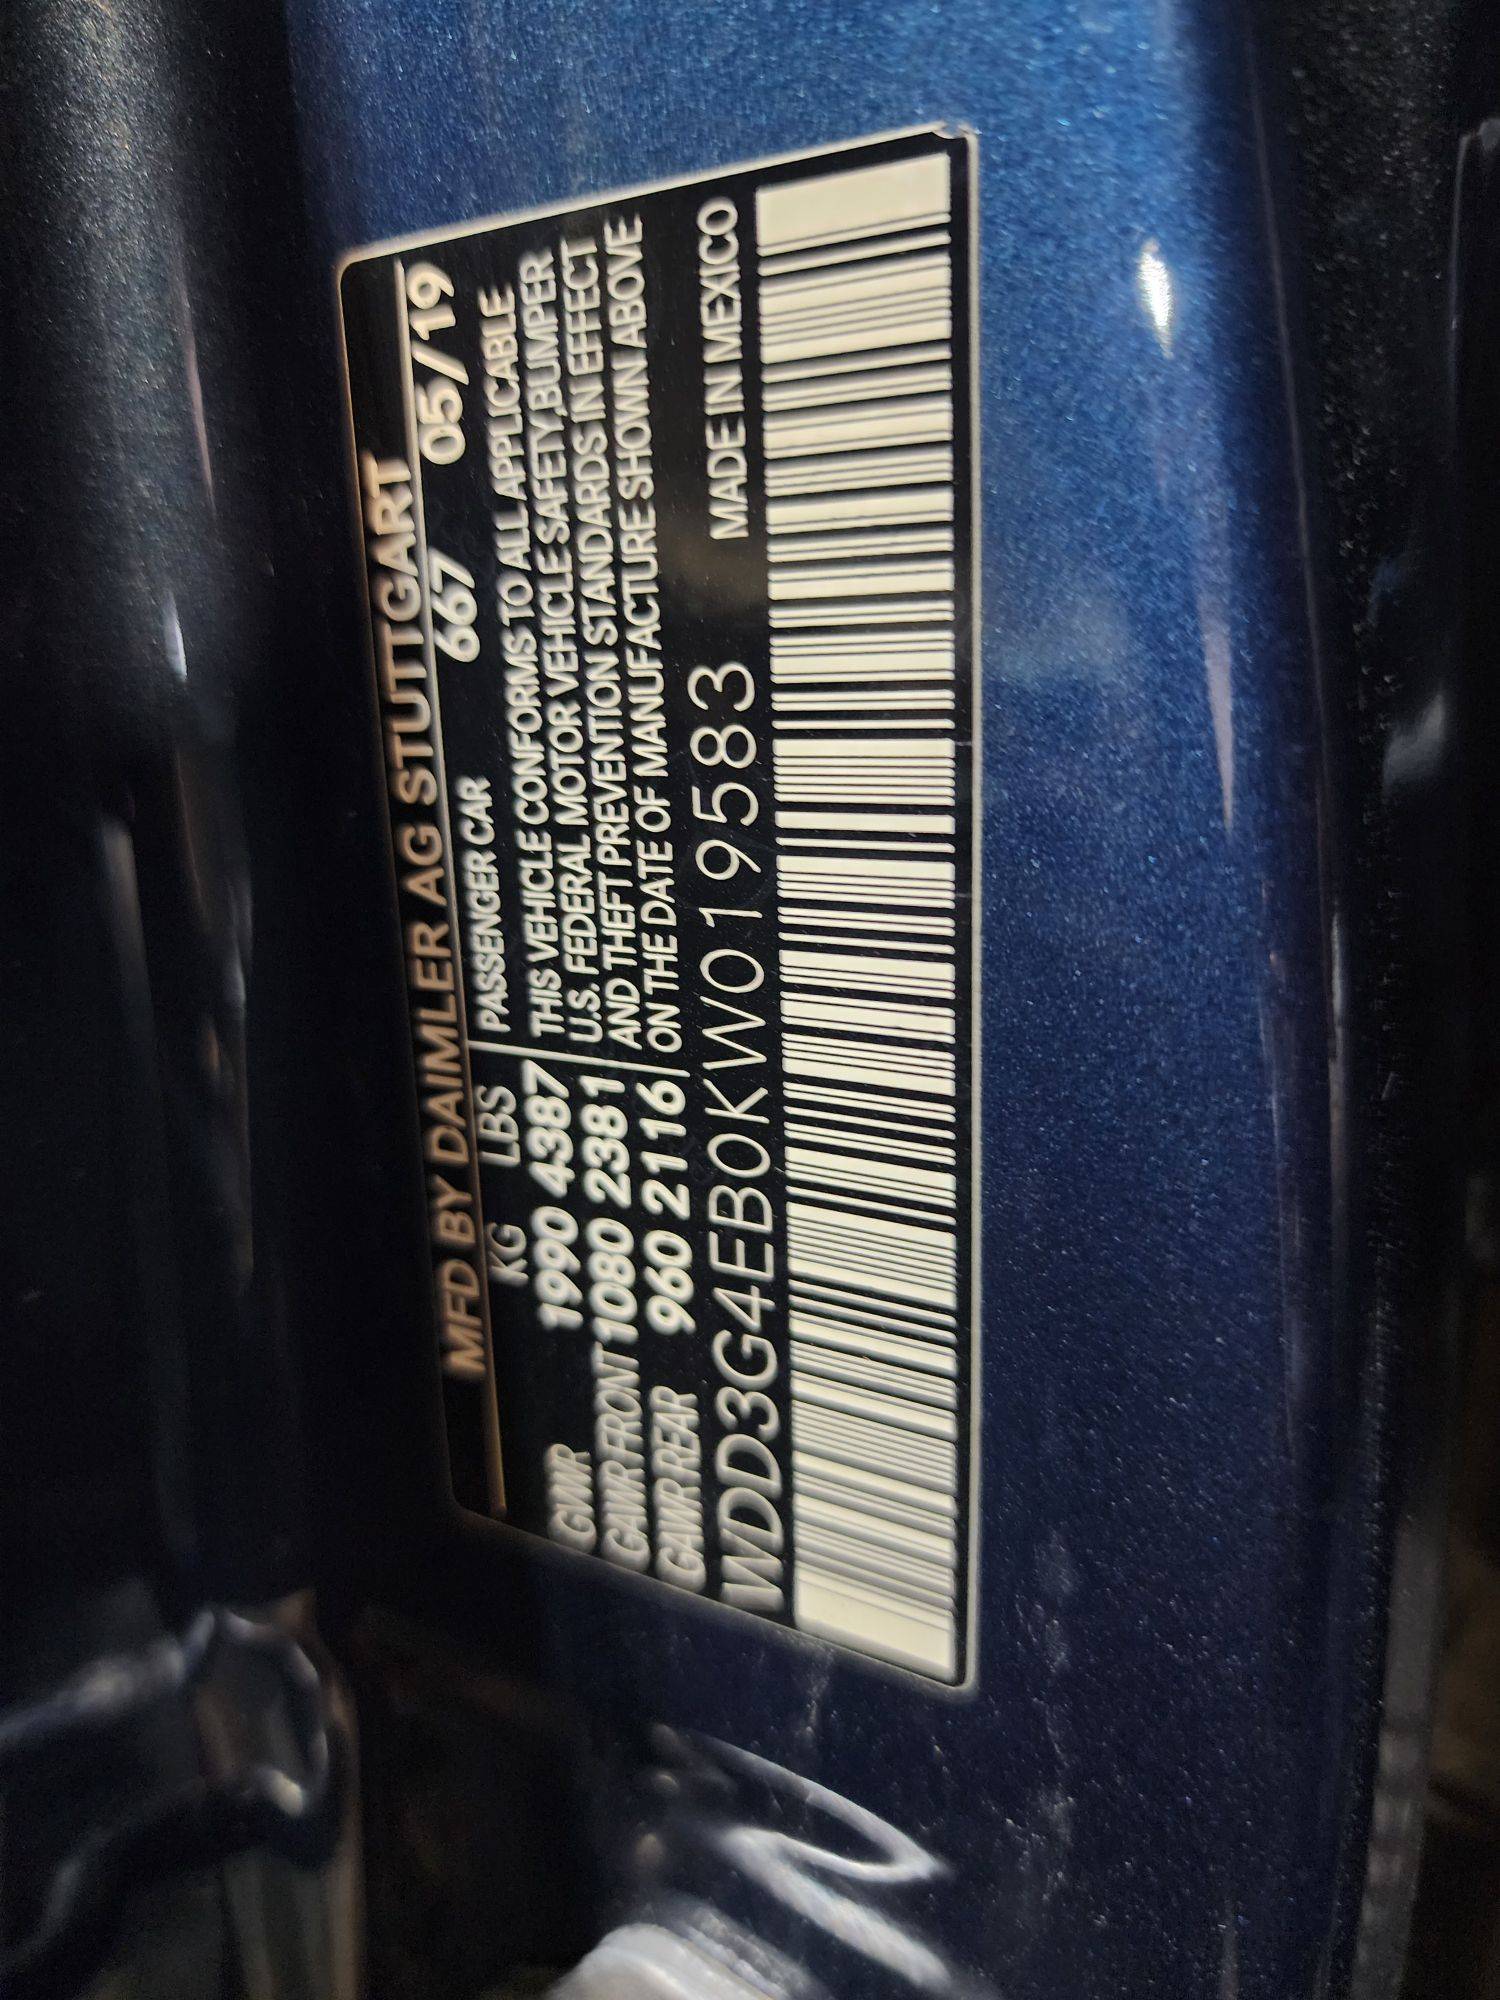 MFD BY DAIMLER AG STUTTGART
KG LBS PASSENGER CAR 667 05/19
GVWR 1990 4387 THIS VEHICLE CONFORMS TO ALL APPLICABLE
GAWR FRONT 1080 2381 U.S. FEDERAL MOTOR VEHICLE SAFETY,BUMPER
GAWR REAR 960 2116 AND THEFT PREVENTION STANDARDS IN EFFECT
ON THE DATE OF MANUFACTURE SHOWN ABOVE
WDD3G4EB0KW019583 MADE IN MEXICO